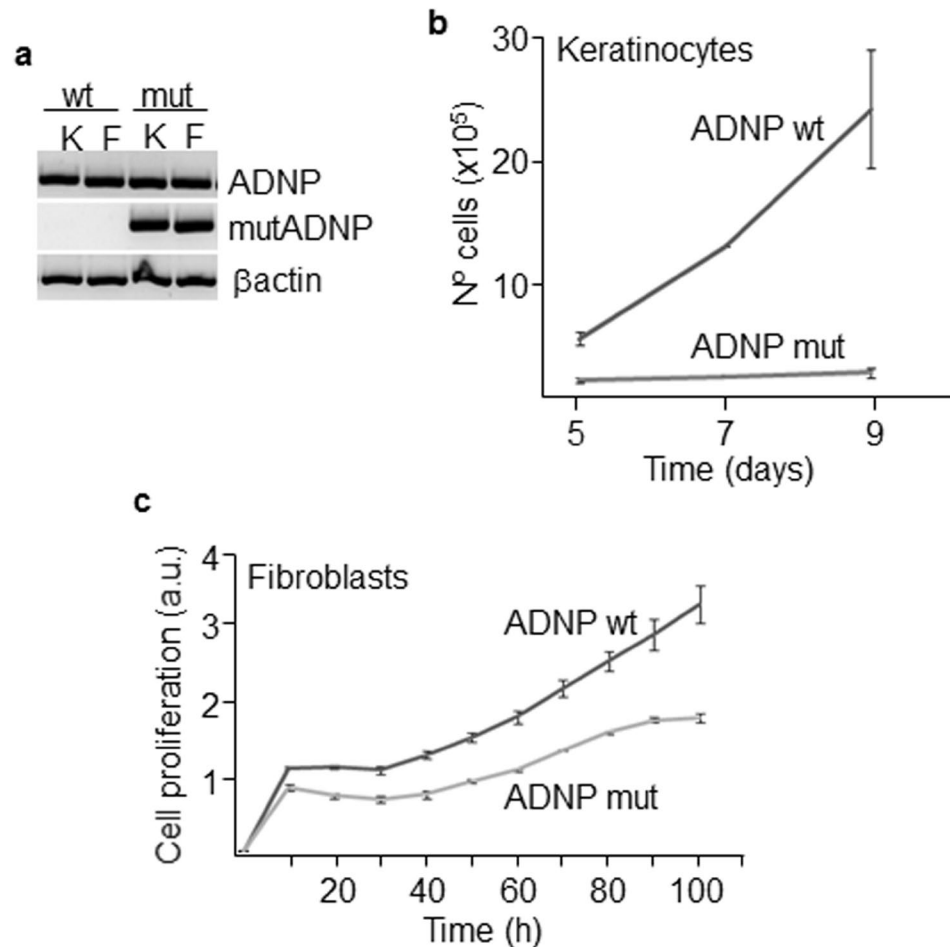 a
wt mut
K F K F
ADNP
mutADNP
βactin
b
Keratinocytes
Nº cells (x10⁵)
30
20
10
ADNP wt
ADNP mut
5 7 9
Time (days)
c
Fibroblasts
Cell proliferation (a.u.)
4
3
2
1
ADNP wt
ADNP mut
20 40 60 80 100
Time (h)